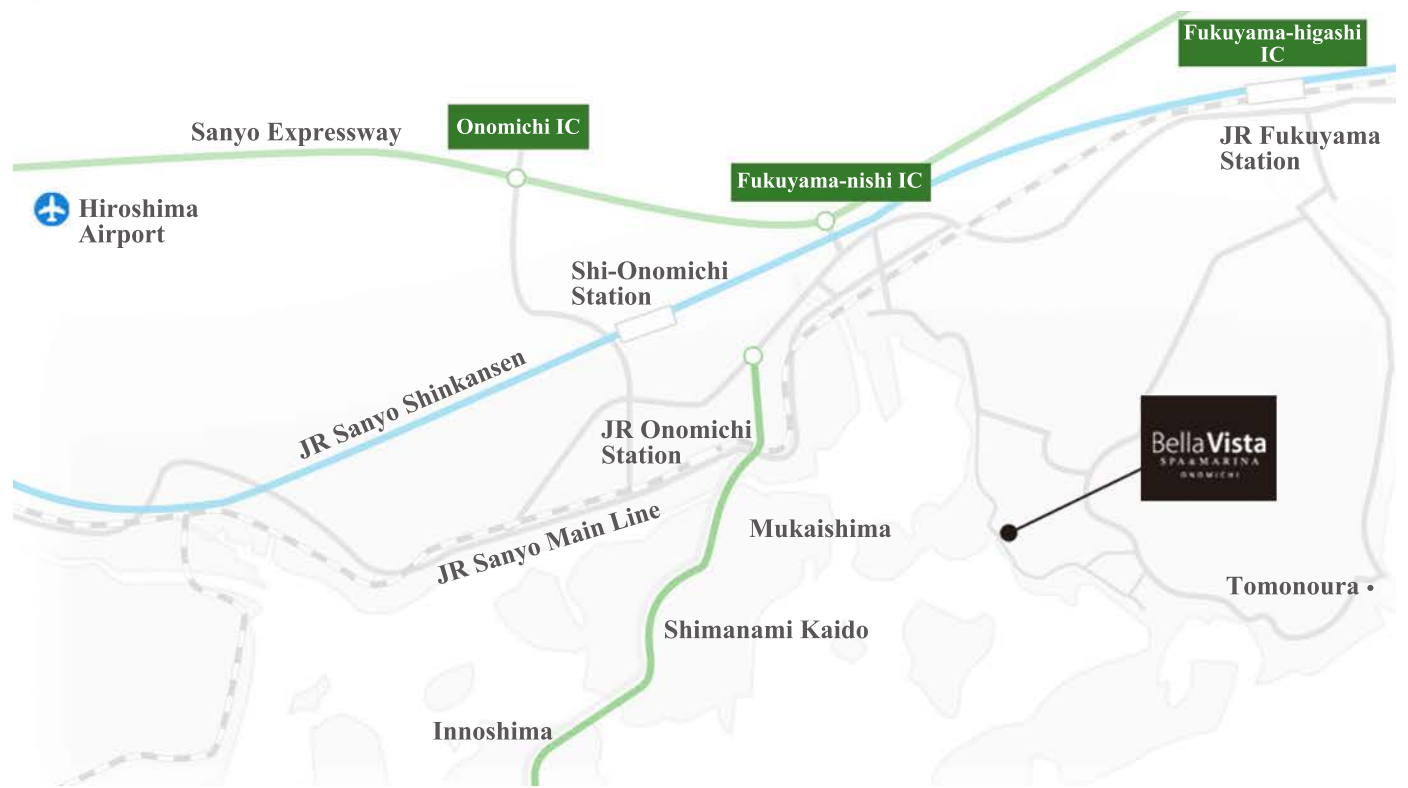 Fukuyama-higashi
IC
Onomichi IC
Sanyo Expressway
JR Fukuyama
Station
Fukuyama-nishi IC
Hiroshima
Airport
Shi-Onomichi
Station
JR Sanyo Shinkansen
JR Onomichi
Station
Bella Vista
SPA & MARINA
ONOMICHI
JR Sanyo Main Line
Mukaishima
Tomonoura
Shimanami Kaido
Innoshima